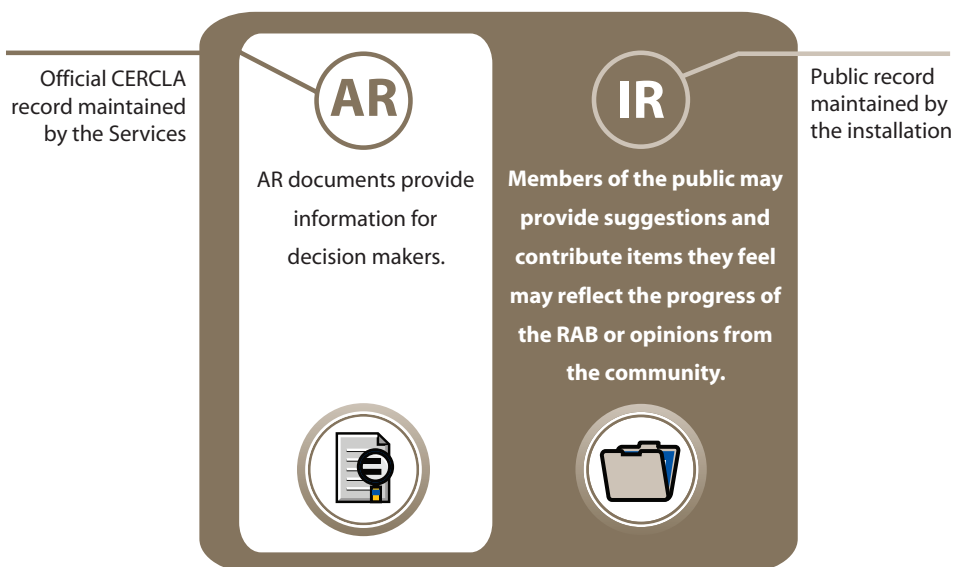 Official CERCLA
record maintained
by the Services
AR
AR documents provide
information for
decision makers.
IR
Members of the public may
provide suggestions and
contribute items they feel
may reflect the progress of
the RAB or opinions from
the community.
Public record
maintained by
the installation